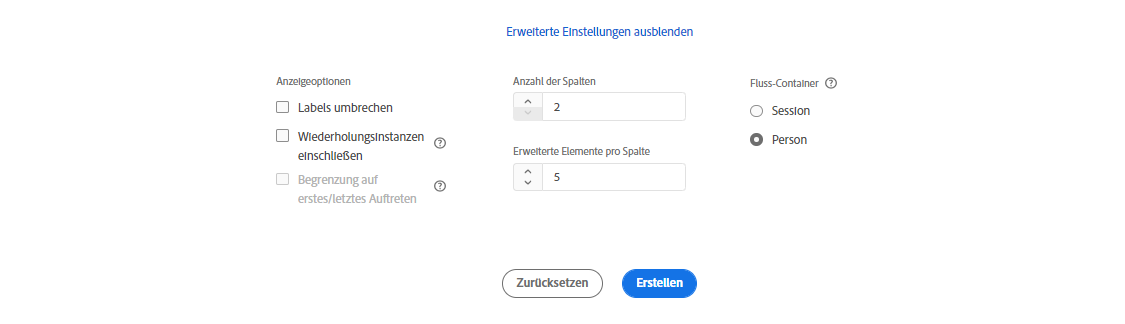 Erweiterte Einstellungen ausblenden
Anzeigeoptionen
Labels umbrechen
Wiederholungsinstanzen
einschließen
Begrenzung auf
erstes/letztes Auftreten
Anzahl der Spalten
2
Erweiterte Elemente pro Spalte
5
Fluss-Container
Session
Person
Zurücksetzen
Erstellen